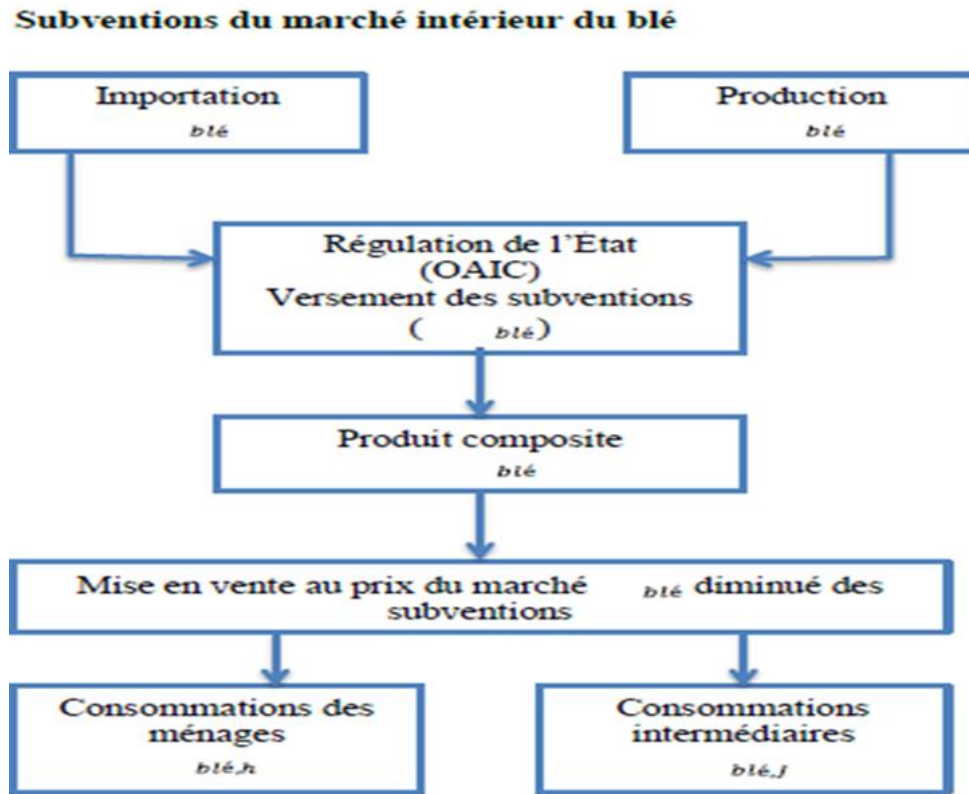 Subventions du marché intérieur du blé
Importation
blé
Production
blé
Régulation de l'État
(OAIC)
Versement des subventions
( blé)
Produit composite
blé
Mise en vente au prix du marché blé diminué des
subventions
Consommations des
ménages
blé,h
Consommations
intermédiaires
blé,j